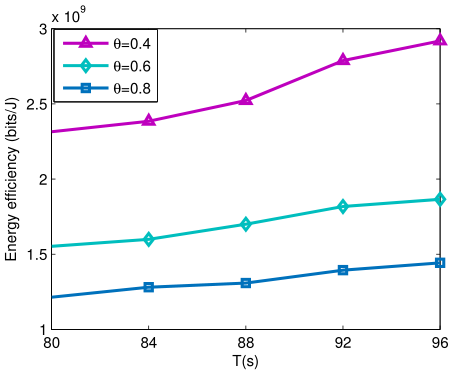 x 10^9
3
θ=0.4
θ=0.6
θ=0.8
2.5
2
1.5
1
Energy efficiency (bits/J)
80 84 88 92 96
T(s)